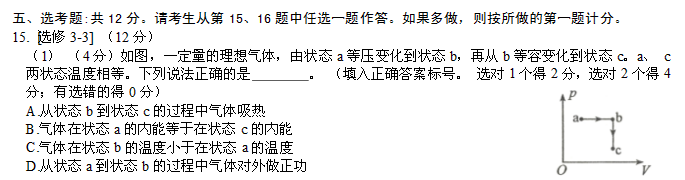 五、选考题:共 12 分。请考生从第 15、16 题中任选一题作答。如果多做，则按所做的第一题计分。
15. [选修 3-3] （12 分）
（1） （4 分）如图，一定量的理想气体，由状态 a 等压变化到状态 b，再从 b 等容变化到状态 c。a、 c
两状态温度相等。下列说法正确的是________。 （填入正确答案标号。 选对 1 个得 2 分，选对 2 个得 4
分；有选错的得 0 分）
A.从状态 b 到状态 c 的过程中气体吸热
B.气体在状态 a 的内能等于在状态 c 的内能
C.气体在状态 b 的温度小于在状态 a 的温度
D.从状态 a 到状态 b 的过程中气体对外做正功
P
a b
c
O V